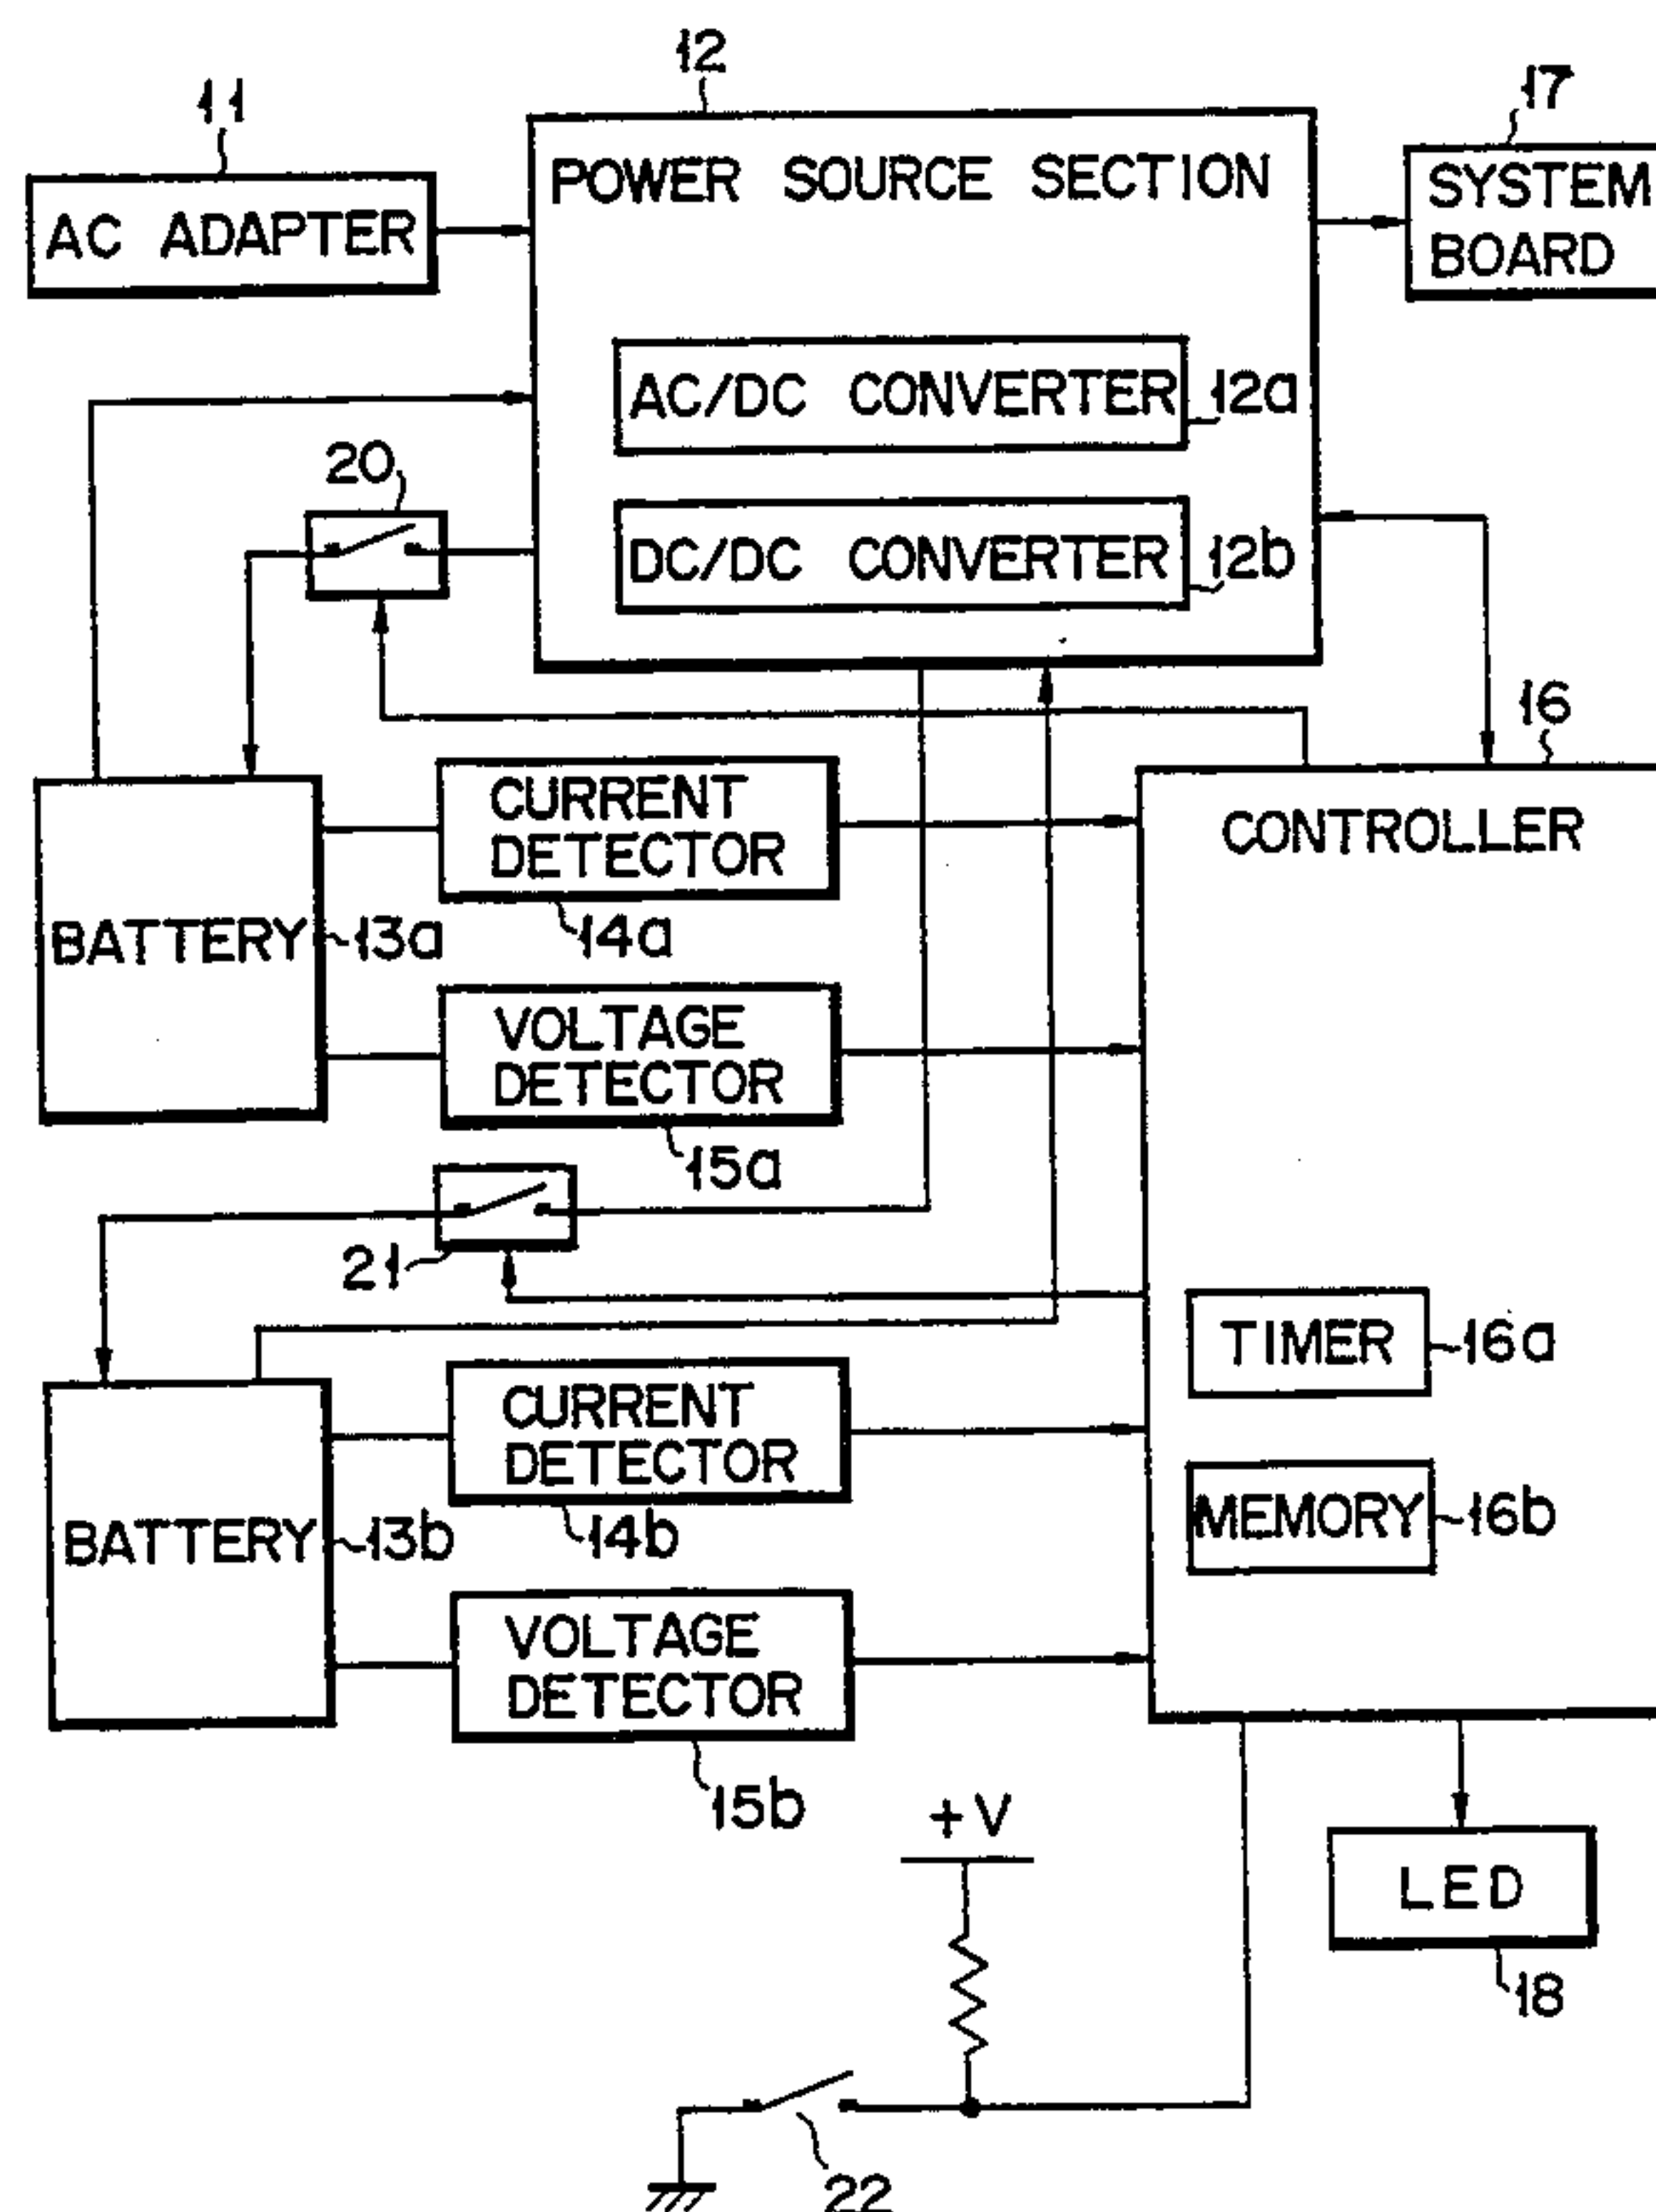 12
11
17
POWER SOURCE SECTION
SYSTEM
BOARD
AC ADAPTER
AC/DC CONVERTER
12a
20
DC/DC CONVERTER
12b
16
CURRENT
DETECTOR
CONTROLLER
14a
BATTERY
13a
VOLTAGE
DETECTOR
15a
21
TIMER
16a
CURRENT
DETECTOR
14b
MEMORY
16b
BATTERY
13b
VOLTAGE
DETECTOR
15b
+V
LED
18
22